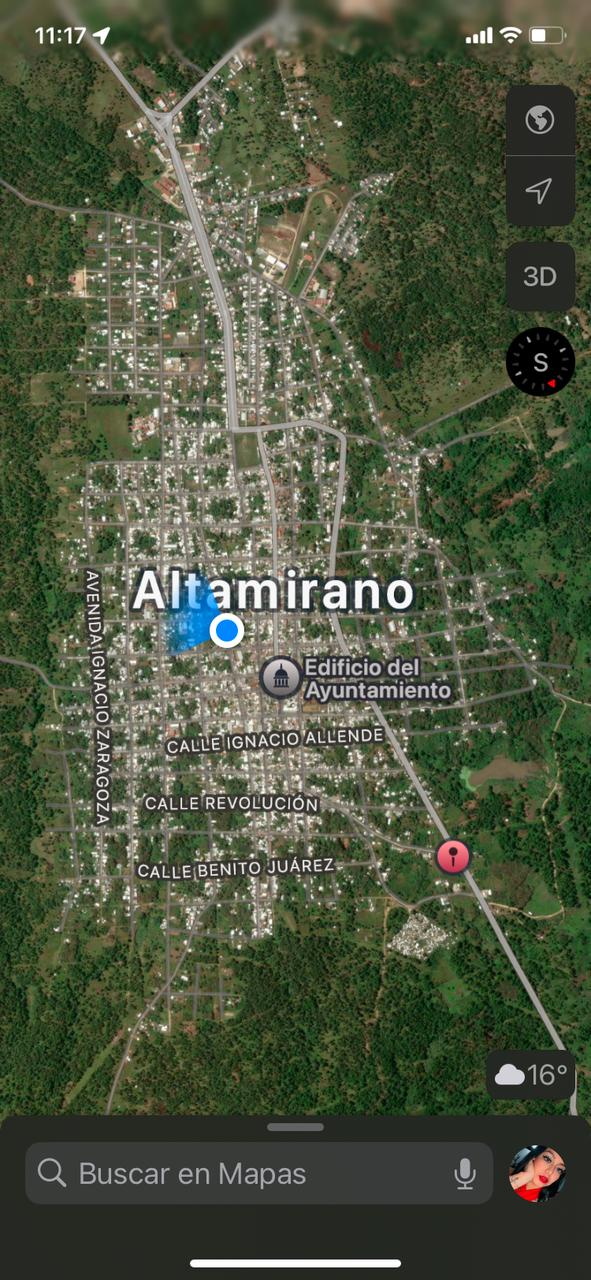 11:17
3D
S
Altamirano
Edificio del
Ayuntamiento
AVENIDA IGNACIO ZARAGOZA
CALLE IGNACIO ALLENDE
CALLE REVOLUCIÓN
CALLE BENITO JUÁREZ
16°
Buscar en Mapas